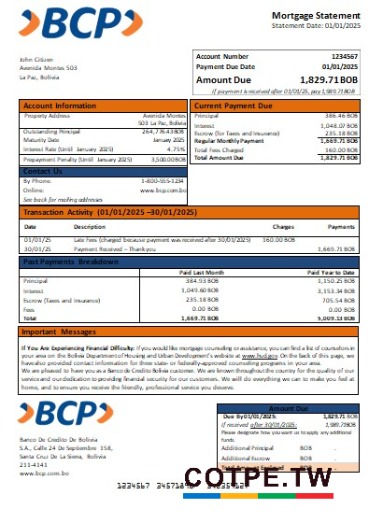 BCP
Mortgage Statement
Statement Date: 01/01/2025
John Citizen
Avenida Montes 503
La Paz, Bolivia
Account Number 1234567
Payment Due Date 01/01/2025
Amount Due 1,829.71BOB
If payment is received after 01/01/25, pay 1,989.71BOB
Account Information
Property Address Avenida Montes
503 La Paz, Bolivia
Outstanding Principal 264,776.43BOB
Maturity Date January 2025
Interest Rate (Until January 2025) 4.75%
Prepayment Penalty (Until January 2025) 3,500.00BOB
Current Payment Due
Principal 386.46 BOB
Interest 1,048.07 BOB
Escrow (for Taxes and Insurance) 235.18 BOB
Regular Monthly Payment 1,669.71 BOB
Total Fees Charged 160.00 BOB
Total Amount Due 1,829.71 BOB
Contact Us
By Phone: 1-800-555-1234
Online: www.bcp.com.bo
See back for mailing addresses
Transaction Activity (01/01/2025 –30/01/2025)
Date Description Charges Payments
01/01/25 Late Fees (charged because payment was received after 30/01/2025) 160.00 BOB
30/01/25 Payment Received – Thank you 1,669.71 BOB
Past Payments Breakdown
Paid Last Month Paid Year to Date
Principal 384.93 BOB 1,150.25 BOB
Interest 1,049.60 BOB 3,153.34 BOB
Escrow (Taxes and Insurance) 235.18 BOB 705.54 BOB
Fees 0.00 BOB 0.00 BOB
Total 1,669.71 BOB 5,009.13 BOB
Important Messages
If You Are Experiencing Financial Difficulty: If you would like mortgage counseling or assistance, you can find a list of counselors in
your area on the Bolivia Department of Housing and Urban Development's website at www.hud.gov. On the back of this page, we
have also provided contact information for three state- or federally-approved counseling programs in your area.
We are pleased to have you as a Banco de Credito Bolivia customer. We are known throughout the country for the quality of our
service and our dedication to providing financial security for our customers. We will do everything we can to make you feel at
home, and to ensure you receive the friendly, professional service you deserve.
BCP
Banco De Credito De Bolivia
S.A., Calle 24 De Septiembre 158,
Santa Cruz De La Sierra, Bolivia
211-4141
www.bcp.com.bo
Amount Due
Due By 01/01/2025: 1,829.71 BOB
if received after 30/01/2025: 1,989.71BOB
Please designate how you want us to apply any additional
funds.
Additional Principal BOB
Additional Escrow BOB
Total Amount Enclosed BOB
COTPE.TW
1234567